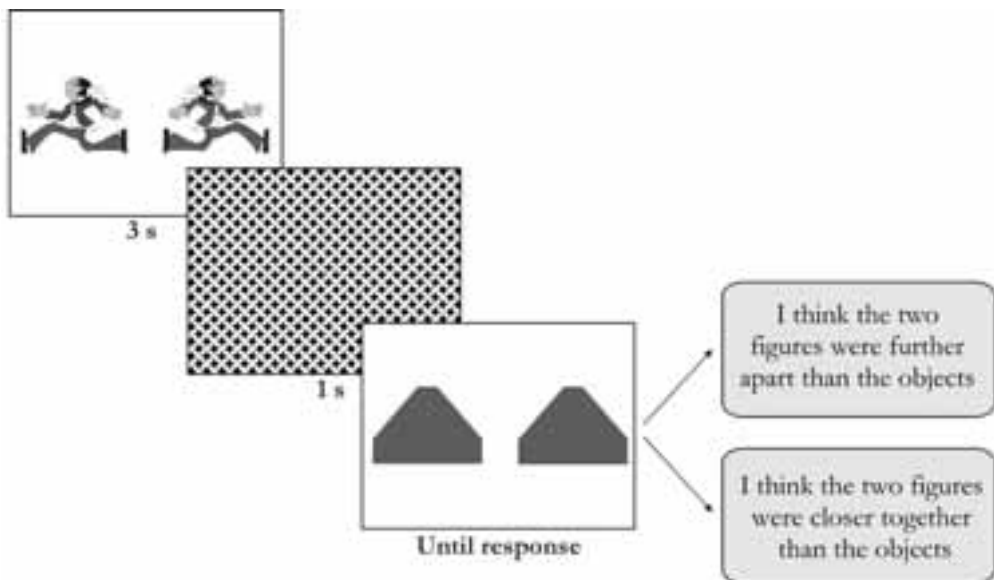 3 s
1 s
Until response
I think the two
figures were further
apart than the objects
I think the two figures
were closer together
than the objects